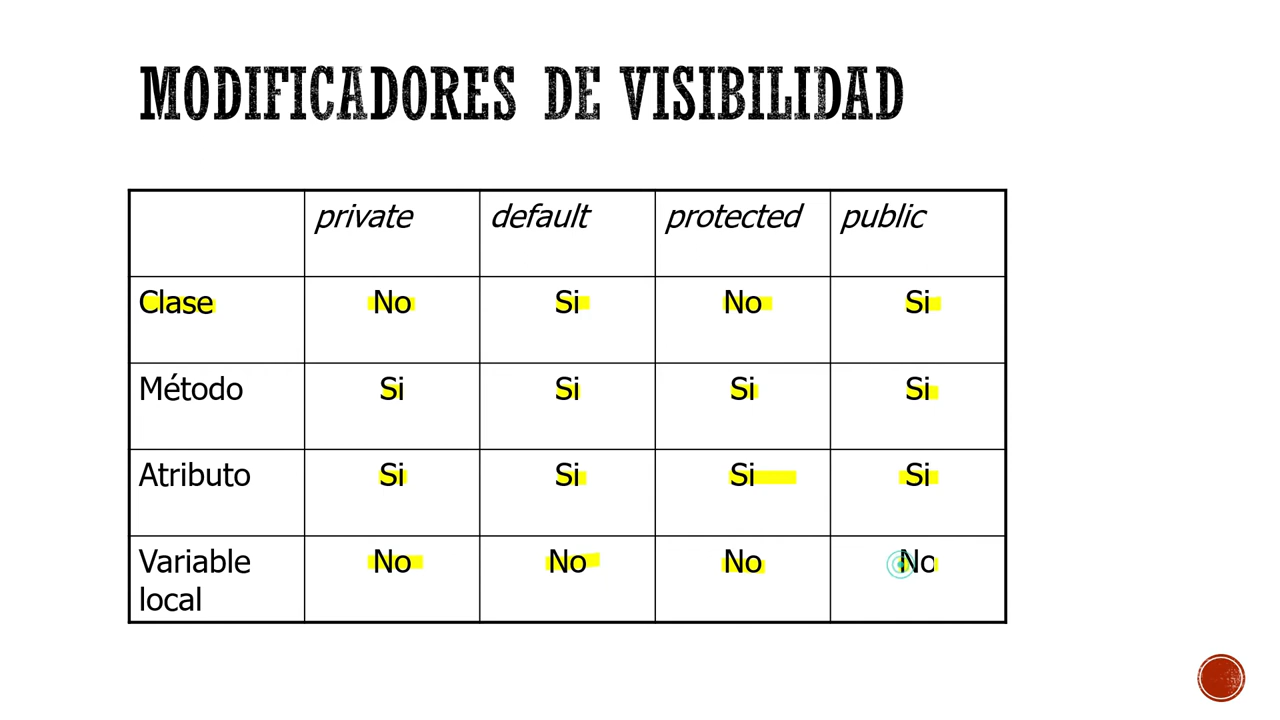 MODIFICADORES DE VISIBILIDAD
private default protected public
Clase No Si No Si
Método Si Si Si Si
Atributo Si Si Si Si
Variable No No No No
local